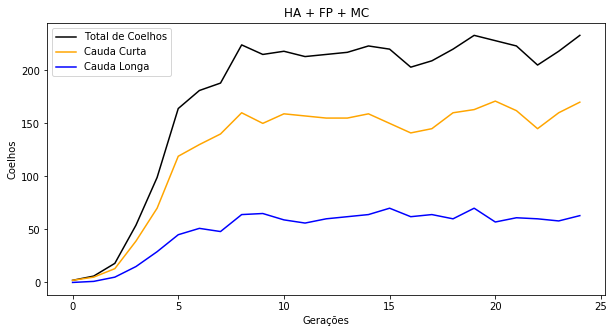 HA + FP + MC
Total de Coelhos
Cauda Curta
Cauda Longa
Coelhos
200
150
100
50
0
0 5 10 15 20 25
Gerações